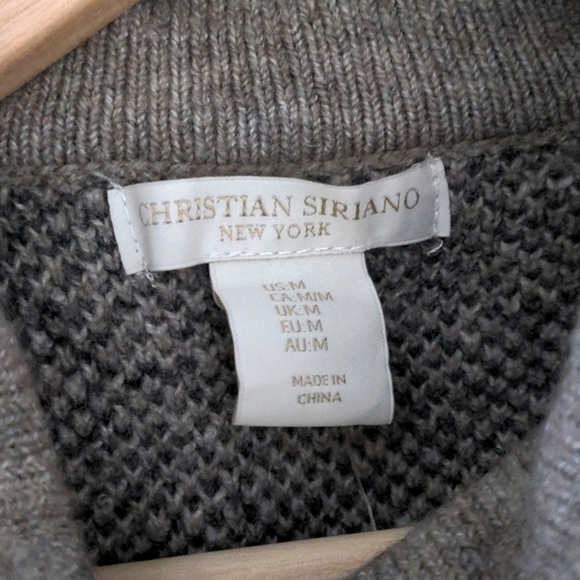 CHRISTIAN SIRIANO
NEW YORK
US:M
CA:M/M
UK:M
EU:M
AU:M
MADE IN
CHINA